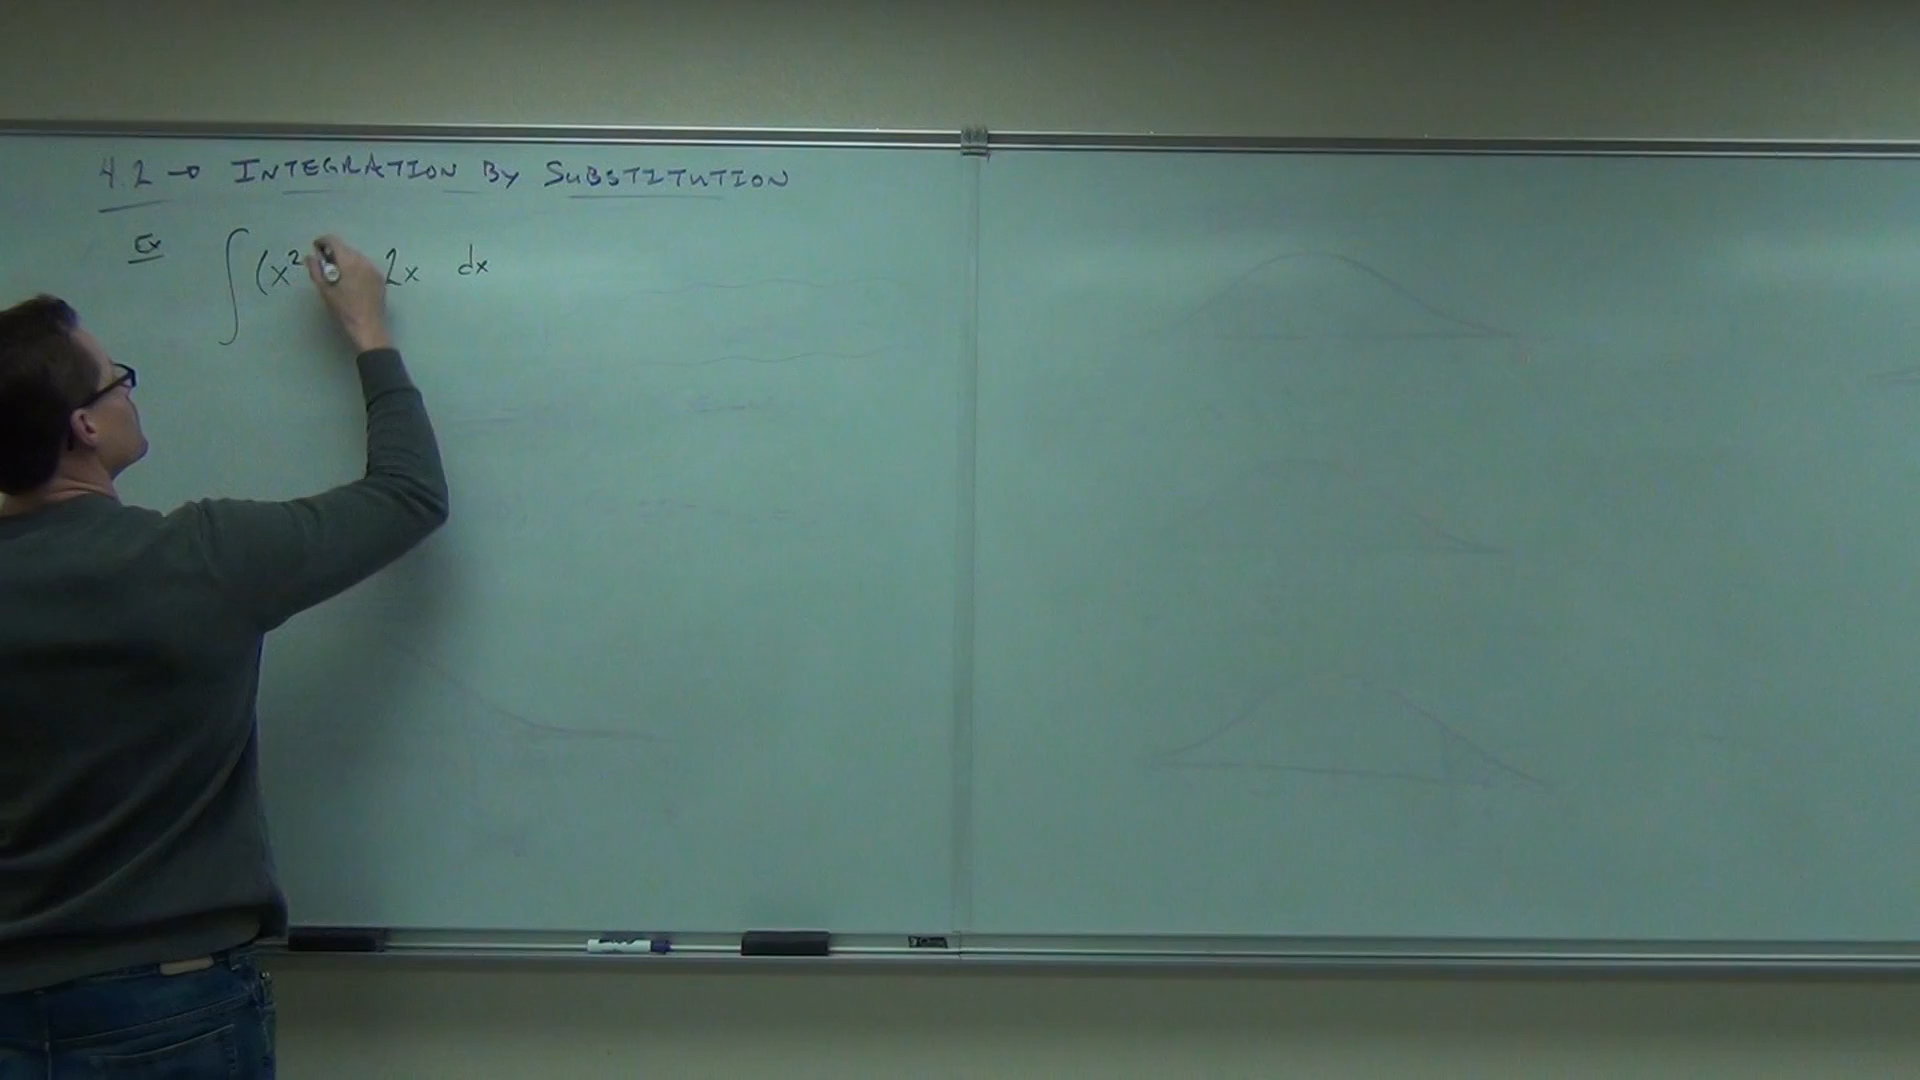 4.2 → INTEGRATION By SUBSTITUTION
Ex ∫(x² 2x dx